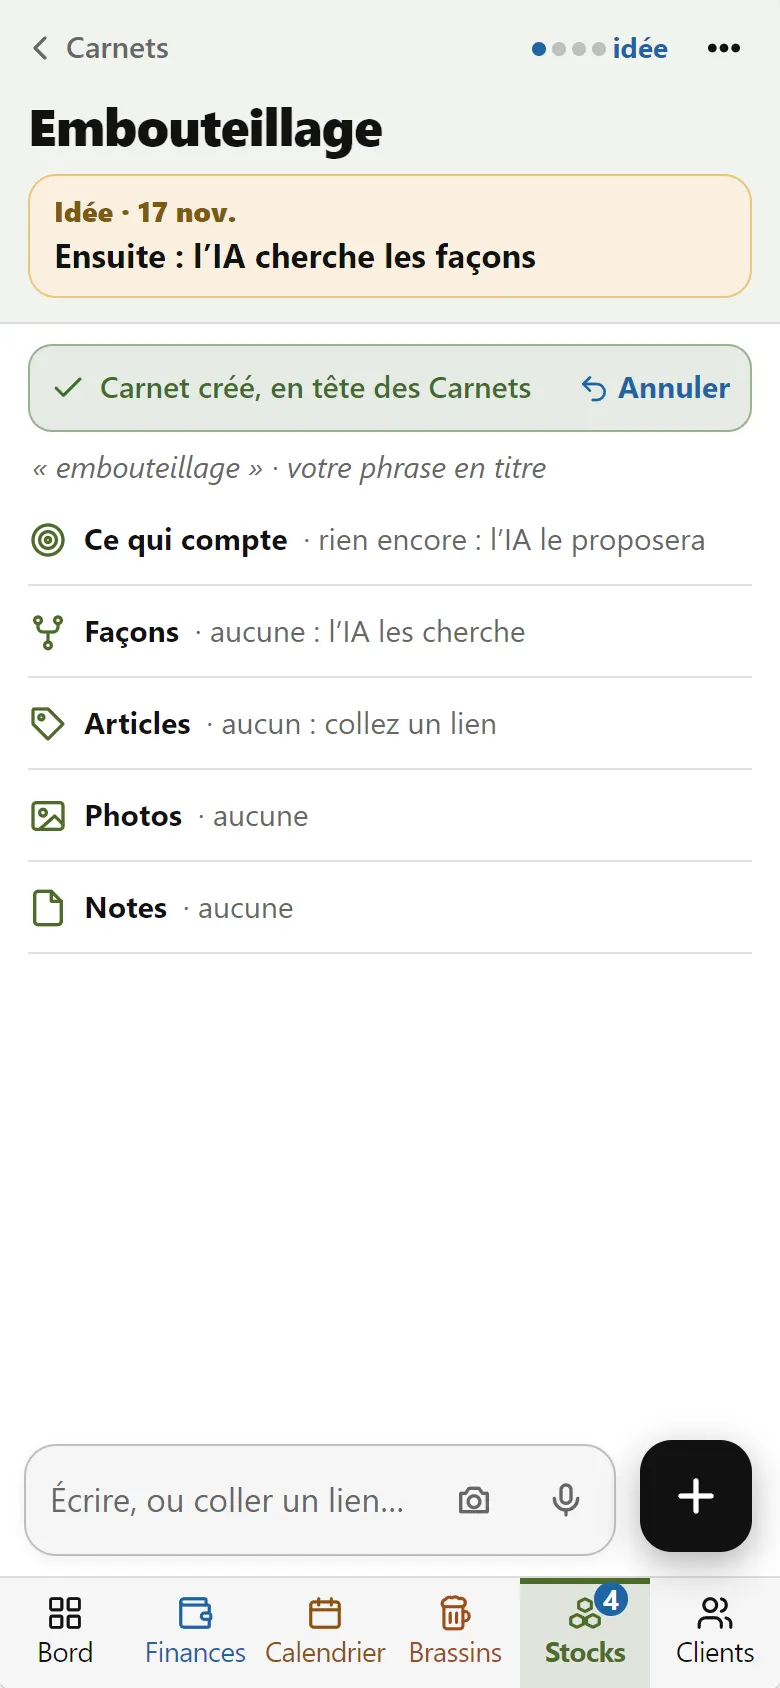 Carnets
idée
Embouteillage
Idée · 17 nov.
Ensuite : l’IA cherche les façons
Carnet créé, en tête des Carnets
Annuler
« embouteillage » · votre phrase en titre
Ce qui compte · rien encore : l’IA le proposera
Façons · aucune : l’IA les cherche
Articles · aucun : collez un lien
Photos · aucune
Notes · aucune
Écrire, ou coller un lien...
4
Bord
Finances
Calendrier
Brassins
Stocks
Clients